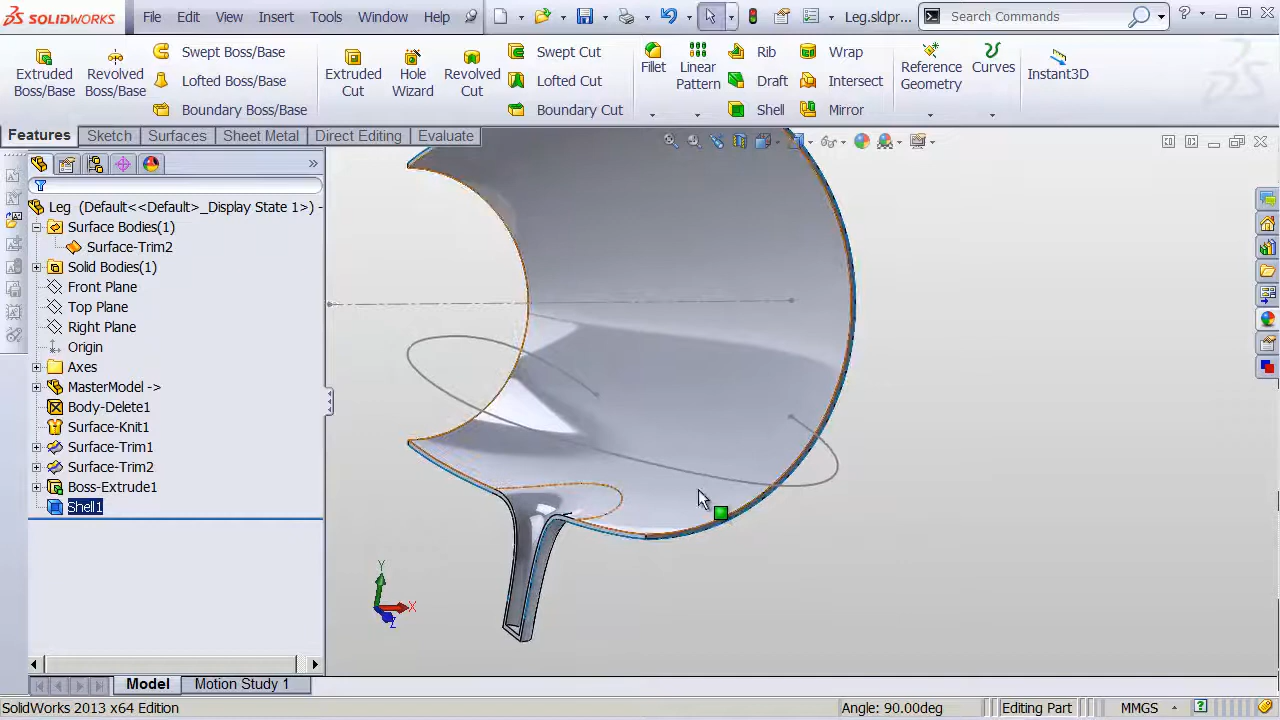 SOLIDWORKS File Edit View Insert Tools Window Help Leg.sldpr... Search Commands ?
Extruded Boss/Base
Revolved Boss/Base
Swept Boss/Base
Lofted Boss/Base
Boundary Boss/Base
Extruded Cut
Hole Wizard
Revolved Cut
Swept Cut
Lofted Cut
Boundary Cut
Fillet
Linear Pattern
Rib
Draft
Shell
Wrap
Intersect
Mirror
Reference Geometry
Curves
Instant3D
Features Sketch Surfaces Sheet Metal Direct Editing Evaluate
Leg (Default<<Default>_Display State 1>)
Surface Bodies(1)
Surface-Trim2
Solid Bodies(1)
Front Plane
Top Plane
Right Plane
Origin
Axes
MasterModel ->
Body-Delete1
Surface-Knit1
Surface-Trim1
Surface-Trim2
Boss-Extrude1
Shell1
Y
X
Z
Model Motion Study 1
SolidWorks 2013 x64 Edition Angle: 90.00deg Editing Part MMGS ?